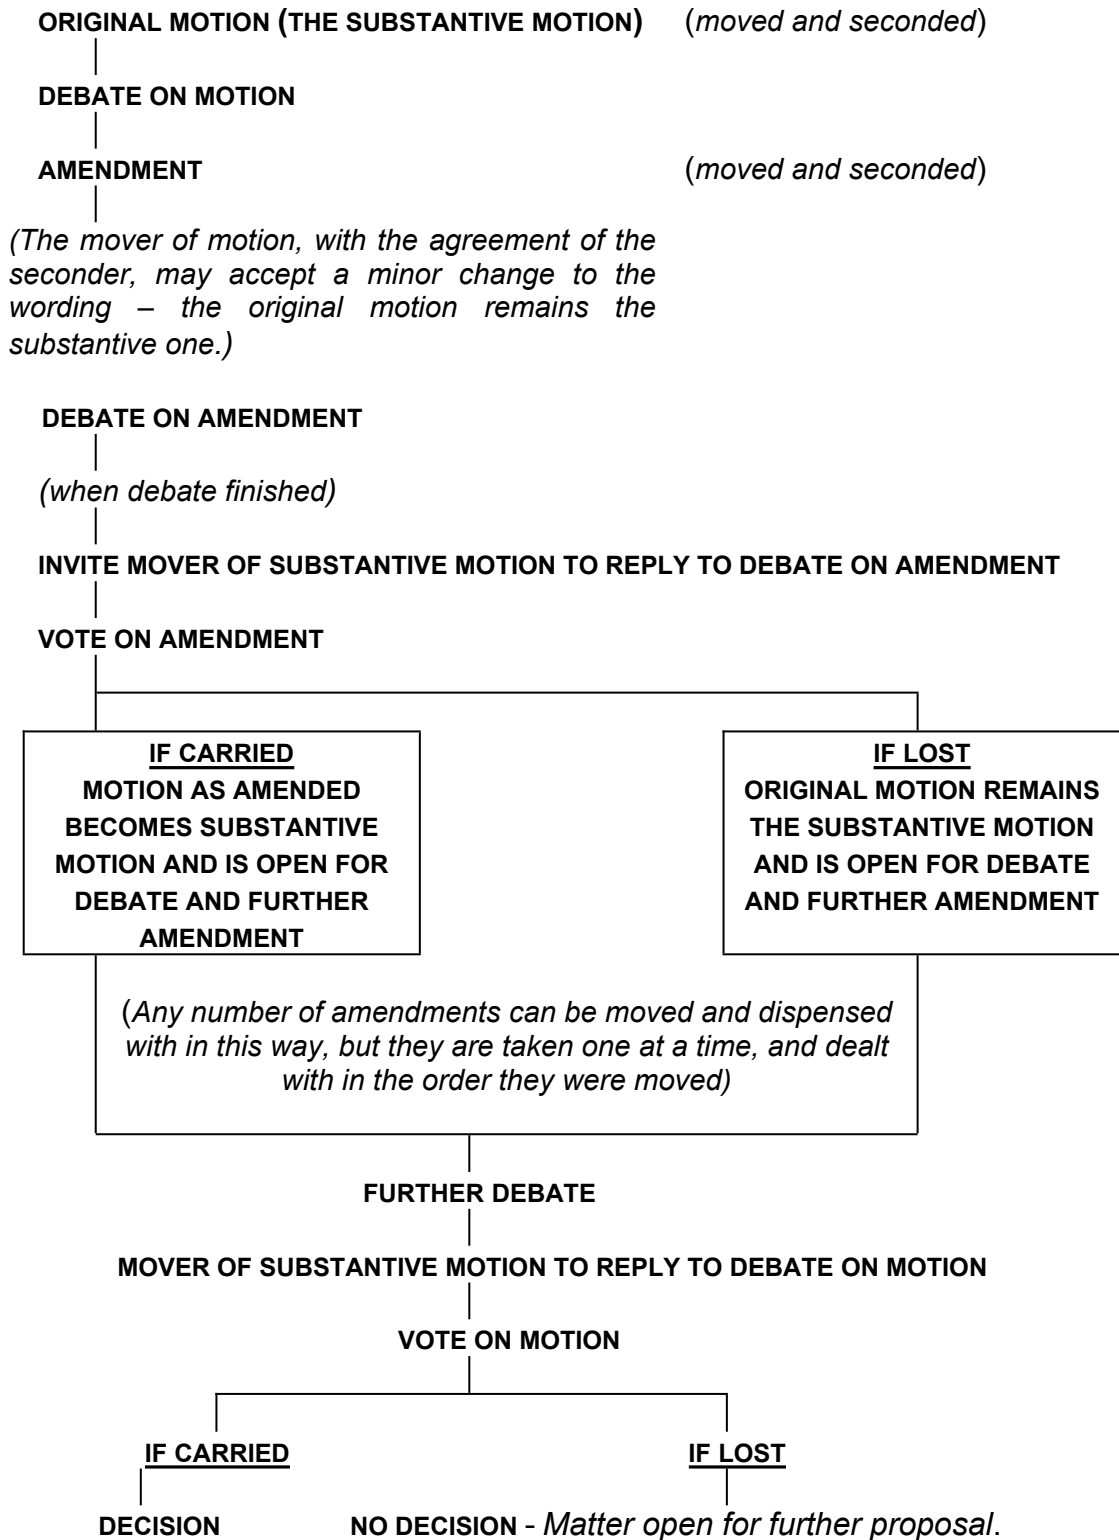 ORIGINAL MOTION (THE SUBSTANTIVE MOTION) (moved and seconded)
DEBATE ON MOTION
AMENDMENT (moved and seconded)
(The mover of motion, with the agreement of the
seconder, may accept a minor change to the
wording – the original motion remains the
substantive one.)
DEBATE ON AMENDMENT
(when debate finished)
INVITE MOVER OF SUBSTANTIVE MOTION TO REPLY TO DEBATE ON AMENDMENT
VOTE ON AMENDMENT
IF CARRIED
MOTION AS AMENDED
BECOMES SUBSTANTIVE
MOTION AND IS OPEN FOR
DEBATE AND FURTHER
AMENDMENT
IF LOST
ORIGINAL MOTION REMAINS
THE SUBSTANTIVE MOTION
AND IS OPEN FOR DEBATE
AND FURTHER AMENDMENT
(Any number of amendments can be moved and dispensed
with in this way, but they are taken one at a time, and dealt
with in the order they were moved)
FURTHER DEBATE
MOVER OF SUBSTANTIVE MOTION TO REPLY TO DEBATE ON MOTION
VOTE ON MOTION
IF CARRIED IF LOST
DECISION NO DECISION - Matter open for further proposal.